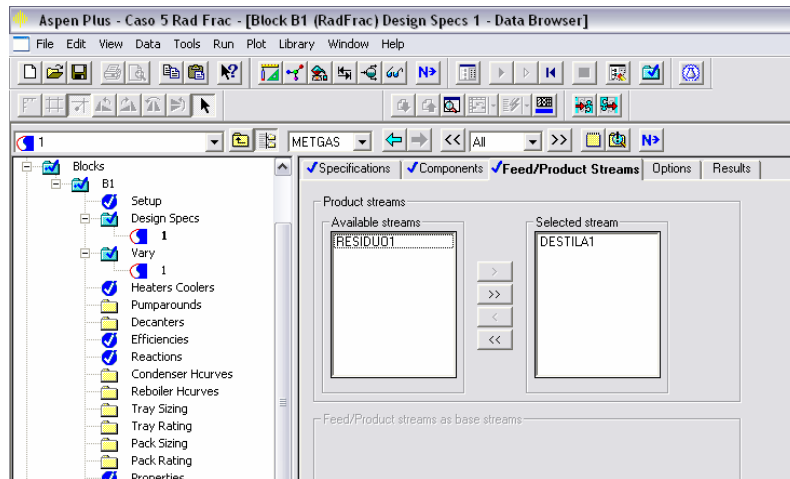 Aspen Plus - Caso 5 Rad Frac - [Block B1 (RadFrac) Design Specs 1 - Data Browser]
File Edit View Data Tools Run Plot Library Window Help
N>
1 METGAS << All >> N>
Blocks
B1
Setup
Design Specs
1
Vary
1
Heaters Coolers
Pumparounds
Decanters
Efficiencies
Reactions
Condenser Hcurves
Reboiler Hcurves
Tray Sizing
Tray Rating
Pack Sizing
Pack Rating
Properties
Specifications Components Feed/Product Streams Options Results
Product streams
Available streams
RESIDUO1
>
>>
<
<<
Selected stream
DESTILA1
Feed/Product streams as base streams